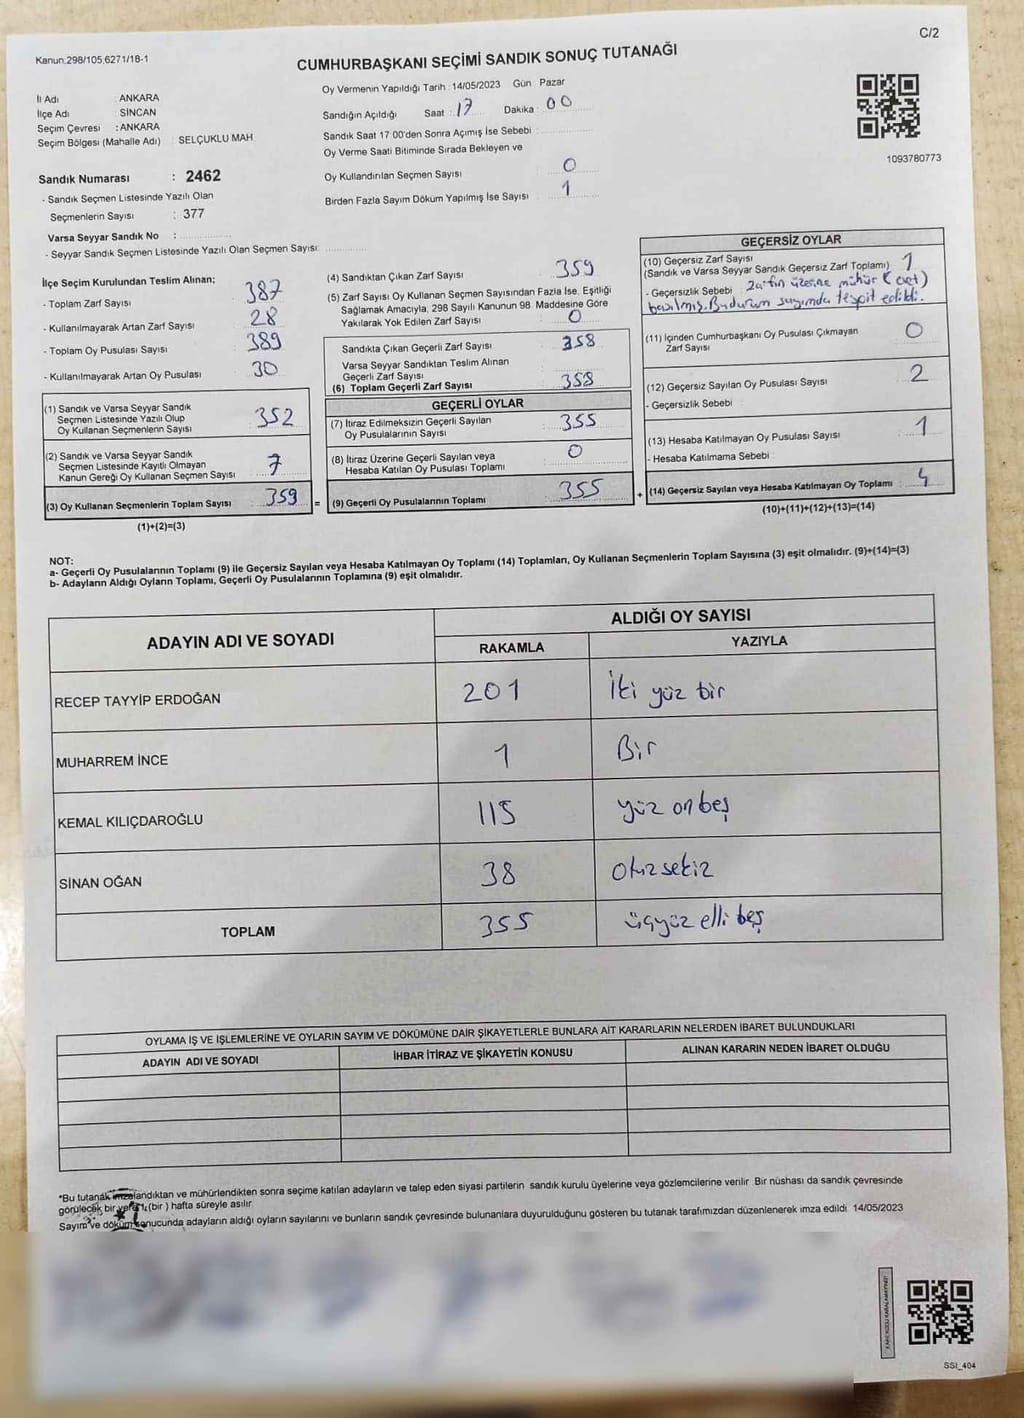 C/2
Kanun:298/105,6271/18-1
CUMHURBAŞKANI SEÇİMİ SANDIK SONUÇ TUTANAĞI
Oy Vermenin Yapıldığı Tarih : 14/05/2023 Gün : Pazar
İl Adı : ANKARA
İlçe Adı : SİNCAN
Seçim Çevresi : ANKARA
Seçim Bölgesi (Mahalle Adı) : SELÇUKLU MAH
Sandığın Açıldığı Saat : 17 Dakika : 00
Sandık Saat 17:00'den Sonra Açımış İse Sebebi :
Oy Verme Saati Bitiminde Sırada Bekleyen ve
Oy Kullandırılan Seçmen Sayısı : 0
Birden Fazla Sayım Döküm Yapılmış İse Sayısı : 1
1093780773
Sandık Numarası : 2462
- Sandık Seçmen Listesinde Yazılı Olan
Seçmenlerin Sayısı : 377
Varsa Seyyar Sandık No :
- Seyyar Sandık Seçmen Listesinde Yazılı Olan Seçmen Sayısı:
İlçe Seçim Kurulundan Teslim Alınan;
- Toplam Zarf Sayısı : 387
- Kullanılmayarak Artan Zarf Sayısı : 28
- Toplam Oy Pusulası Sayısı : 389
- Kullanılmayarak Artan Oy Pusulası : 30
(1) Sandık ve Varsa Seyyar Sandık
Seçmen Listesinde Yazılı Olup
Oy Kullanan Seçmenlerin Sayısı : 352
(2) Sandık ve Varsa Seyyar Sandık
Seçmen Listesinde Kayıtlı Olmayan
Kanun Gereği Oy Kullanan Seçmen Sayısı : 7
(3) Oy Kullanan Seçmenlerin Toplam Sayısı : 359
(1)+(2)=(3)
(4) Sandıktan Çıkan Zarf Sayısı : 359
(5) Zarf Sayısı Oy Kullanan Seçmen Sayısından Fazla İse, Eşitliği
Sağlamak Amacıyla, 298 Sayılı Kanunun 98 Maddesine Göre
Yakılarak Yok Edilen Zarf Sayısı : 0
Sandıkta Çıkan Geçerli Zarf Sayısı : 358
Varsa Seyyar Sandıktan Teslim Alınan
Geçerli Zarf Sayısı
(6) Toplam Geçerli Zarf Sayısı : 358
GEÇERLİ OYLAR
(7) İtiraz Edilmeksizin Geçerli Sayılan
Oy Pusulalarının Sayısı : 355
(8) İtiraz Üzerine Geçerli Sayılan veya
Hesaba Katılan Oy Pusulası Toplamı : 0
(9) Geçerli Oy Pusulalarının Toplamı : 355
GEÇERSİZ OYLAR
(10) Geçersiz Zarf Sayısı
(Sandık ve Varsa Seyyar Sandık Geçersiz Zarf Toplamı) : 1
- Geçersizlik Sebebi : Zarfın üzerine mühür (evet)
basılmış. Bu durum sayımda tespit edildi.
(11) İçinden Cumhurbaşkanı Oy Pusulası Çıkmayan
Zarf Sayısı : 0
(12) Geçersiz Sayılan Oy Pusulası Sayısı : 2
- Geçersizlik Sebebi :
(13) Hesaba Katılmayan Oy Pusulası Sayısı : 1
- Hesaba Katılmama Sebebi :
(14) Geçersiz Sayılan veya Hesaba Katılmayan Oy Toplamı : 4
(10)+(11)+(12)+(13)=(14)
NOT:
a- Geçerli Oy Pusulalarının Toplamı (9) ile Geçersiz Sayılan veya Hesaba Katılmayan Oy Toplamı (14) Toplamları, Oy Kullanan Seçmenlerin Toplam Sayısına (3) eşit olmalıdır. (9)+(14)=(3)
b- Adayların Aldığı Oyların Toplamı, Geçerli Oy Pusulalarının Toplamına (9) eşit olmalıdır.
ADAYIN ADI VE SOYADI ALDIĞI OY SAYISI
RAKAMLA YAZIYLA
RECEP TAYYİP ERDOĞAN 201 İki yüz bir
MUHARREM İNCE 1 Bir
KEMAL KILIÇDAROĞLU 115 yüz on beş
SİNAN OĞAN 38 Otuz sekiz
TOPLAM 355 üçyüz elli beş
OYLAMA İŞ VE İŞLEMLERİNE VE OYLARIN SAYIM VE DÖKÜMÜNE DAİR ŞİKAYETLERLE BUNLARA AİT KARARLARIN NELERDEN İBARET BULUNDUKLARI
ADAYIN ADI VE SOYADI İHBAR İTİRAZ VE ŞİKAYETİN KONUSU ALINAN KARARIN NEDEN İBARET OLDUĞU
*Bu tutanak imzalandıktan ve mühürlendikten sonra seçime katılan adayların ve talep eden siyasi partilerin sandık kurulu üyelerine veya gözlemcilerine verilir. Bir nüshası da sandık çevresinde
görülecek bir yere 1 (bir ) hafta süreyle asılır.
Sayım ve döküm sonucunda adayların aldığı oyların sayılarını ve bunların sandık çevresinde bulunanlara duyurulduğunu gösteren bu tutanak tarafımızdan düzenlenerek imza edildi 14/05/2023
SSI_404